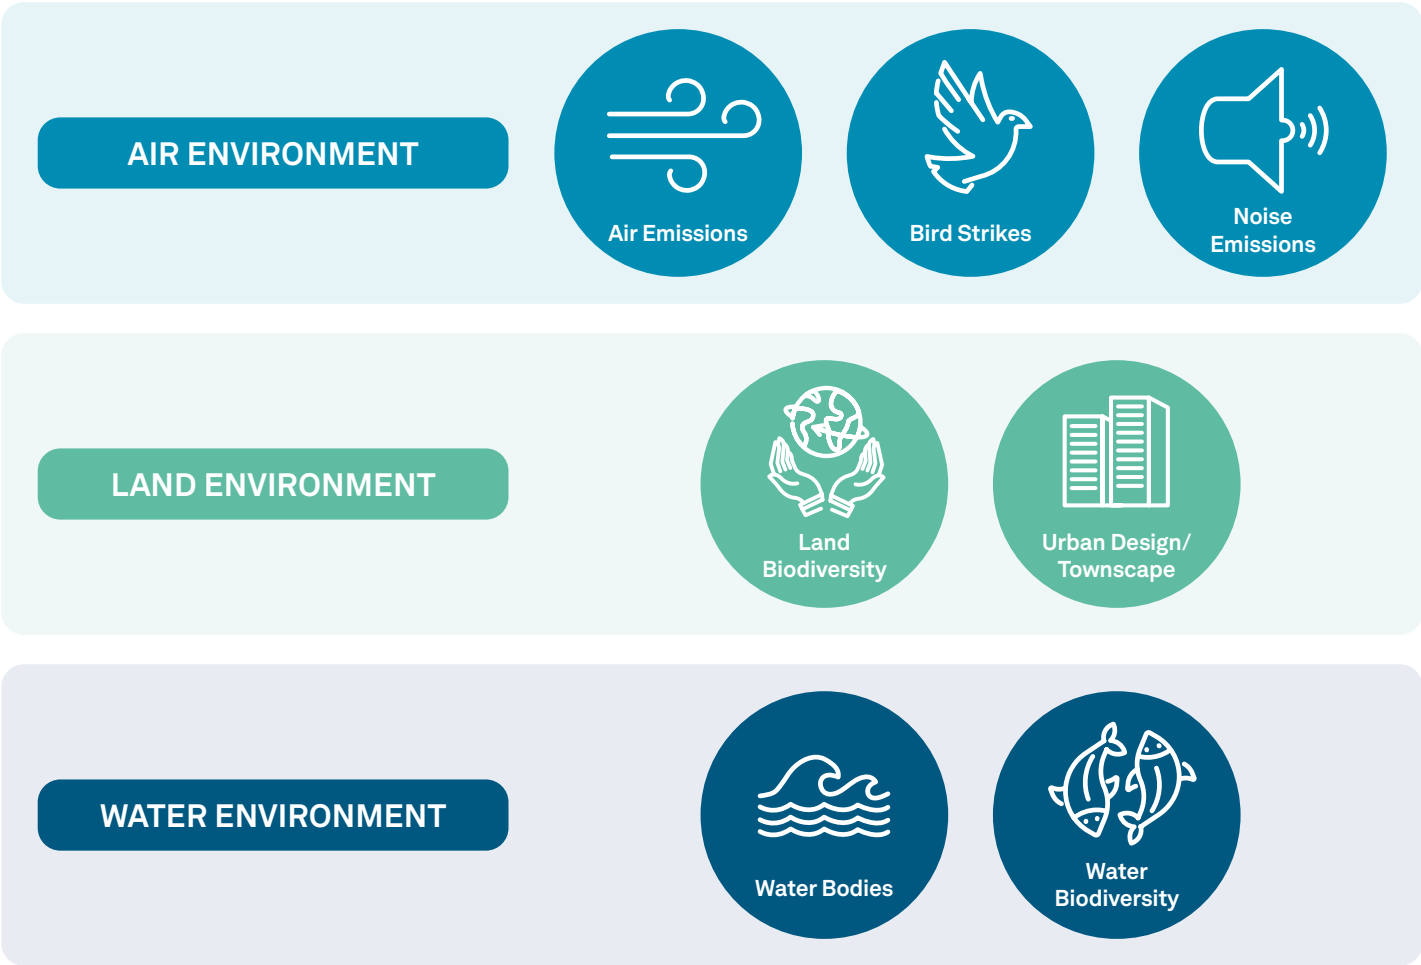 AIR ENVIRONMENT
Air Emissions
Bird Strikes
Noise
Emissions
LAND ENVIRONMENT
Land
Biodiversity
Urban Design/
Townscape
WATER ENVIRONMENT
Water Bodies
Water
Biodiversity